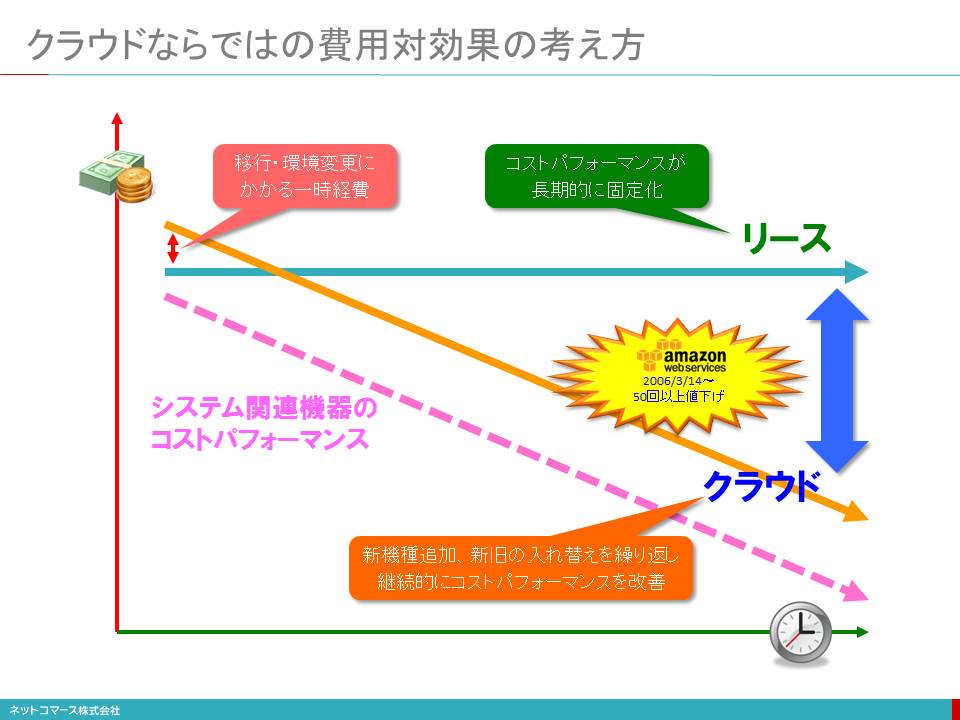 クラウドならではの費用対効果の考え方
移行・環境変更に
かかる一時経費
コストパフォーマンスが
長期的に固定化
リース
amazon
web services
2006/3/14～
50回以上値下げ
システム関連機器の
コストパフォーマンス
クラウド
新機種追加、新旧の入れ替えを繰り返し
継続的にコストパフォーマンスを改善
ネットコマース株式会社